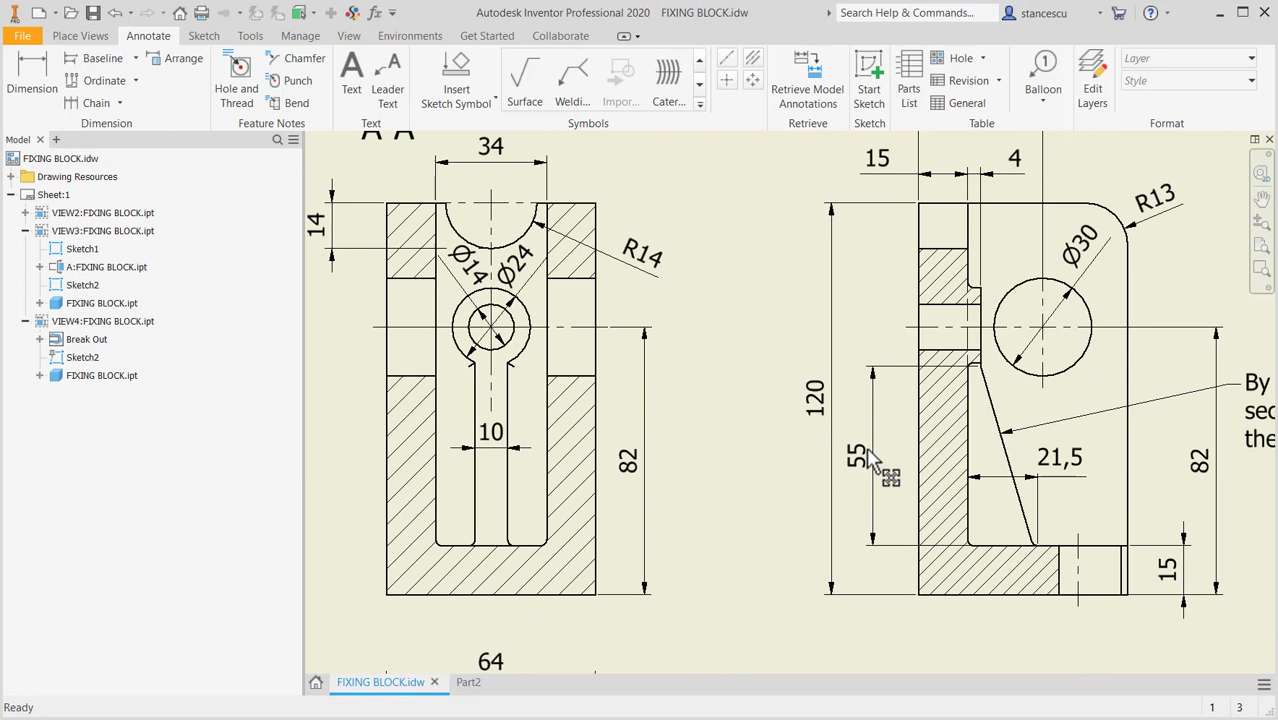 PRO
Autodesk Inventor Professional 2020 FIXING BLOCK.idw
Search Help & Commands...
stancescu
File Place Views Annotate Sketch Tools Manage View Environments Get Started Collaborate
Dimension
Baseline
Ordinate
Chain
Arrange
Dimension
Hole and
Thread
Chamfer
Punch
Bend
Feature Notes
Text
Leader
Text
Text
Insert
Sketch Symbol
Surface
Weldi...
Impor...
Cater...
Symbols
Retrieve Model
Annotations
Retrieve
Start
Sketch
Sketch
Parts
List
Hole
Revision
General
Table
Balloon
Edit
Layers
Layer
Style
Format
Model
FIXING BLOCK.idw
Drawing Resources
Sheet:1
VIEW2:FIXING BLOCK.ipt
VIEW3:FIXING BLOCK.ipt
Sketch1
A:FIXING BLOCK.ipt
Sketch2
FIXING BLOCK.ipt
VIEW4:FIXING BLOCK.ipt
Break Out
Sketch2
FIXING BLOCK.ipt
A-A
34
14
R14
Ø14
Ø24
10
82
64
15
4
R13
Ø30
120
55
21,5
82
15
By
sec
the
FIXING BLOCK.idw
Part2
Ready
1 3